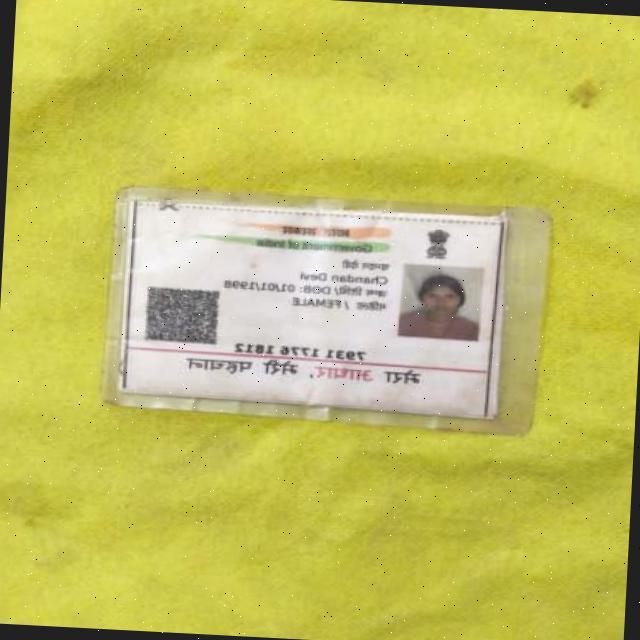 भारत सरकार
Government of India
चन्दन देवी
Chandan Devi
जन्म तिथि/ DOB: 01/01/1998
महिला / FEMALE
7931 1776 1812
मेरा आधार, मेरी पहचान